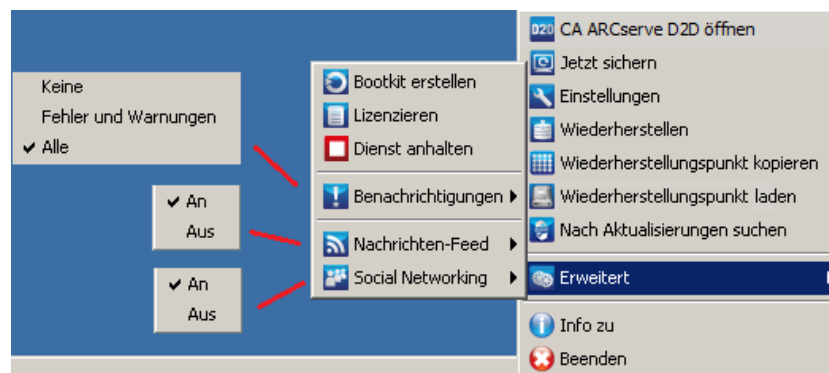 D2D CA ARCserve D2D öffnen
Jetzt sichern
Einstellungen
Wiederherstellen
Wiederherstellungspunkt kopieren
Wiederherstellungspunkt laden
Nach Aktualisierungen suchen
Erweitert
Info zu
Beenden
Bootkit erstellen
Lizenzieren
Dienst anhalten
Benachrichtigungen
Nachrichten-Feed
Social Networking
Keine
Fehler und Warnungen
Alle
An
Aus
An
Aus